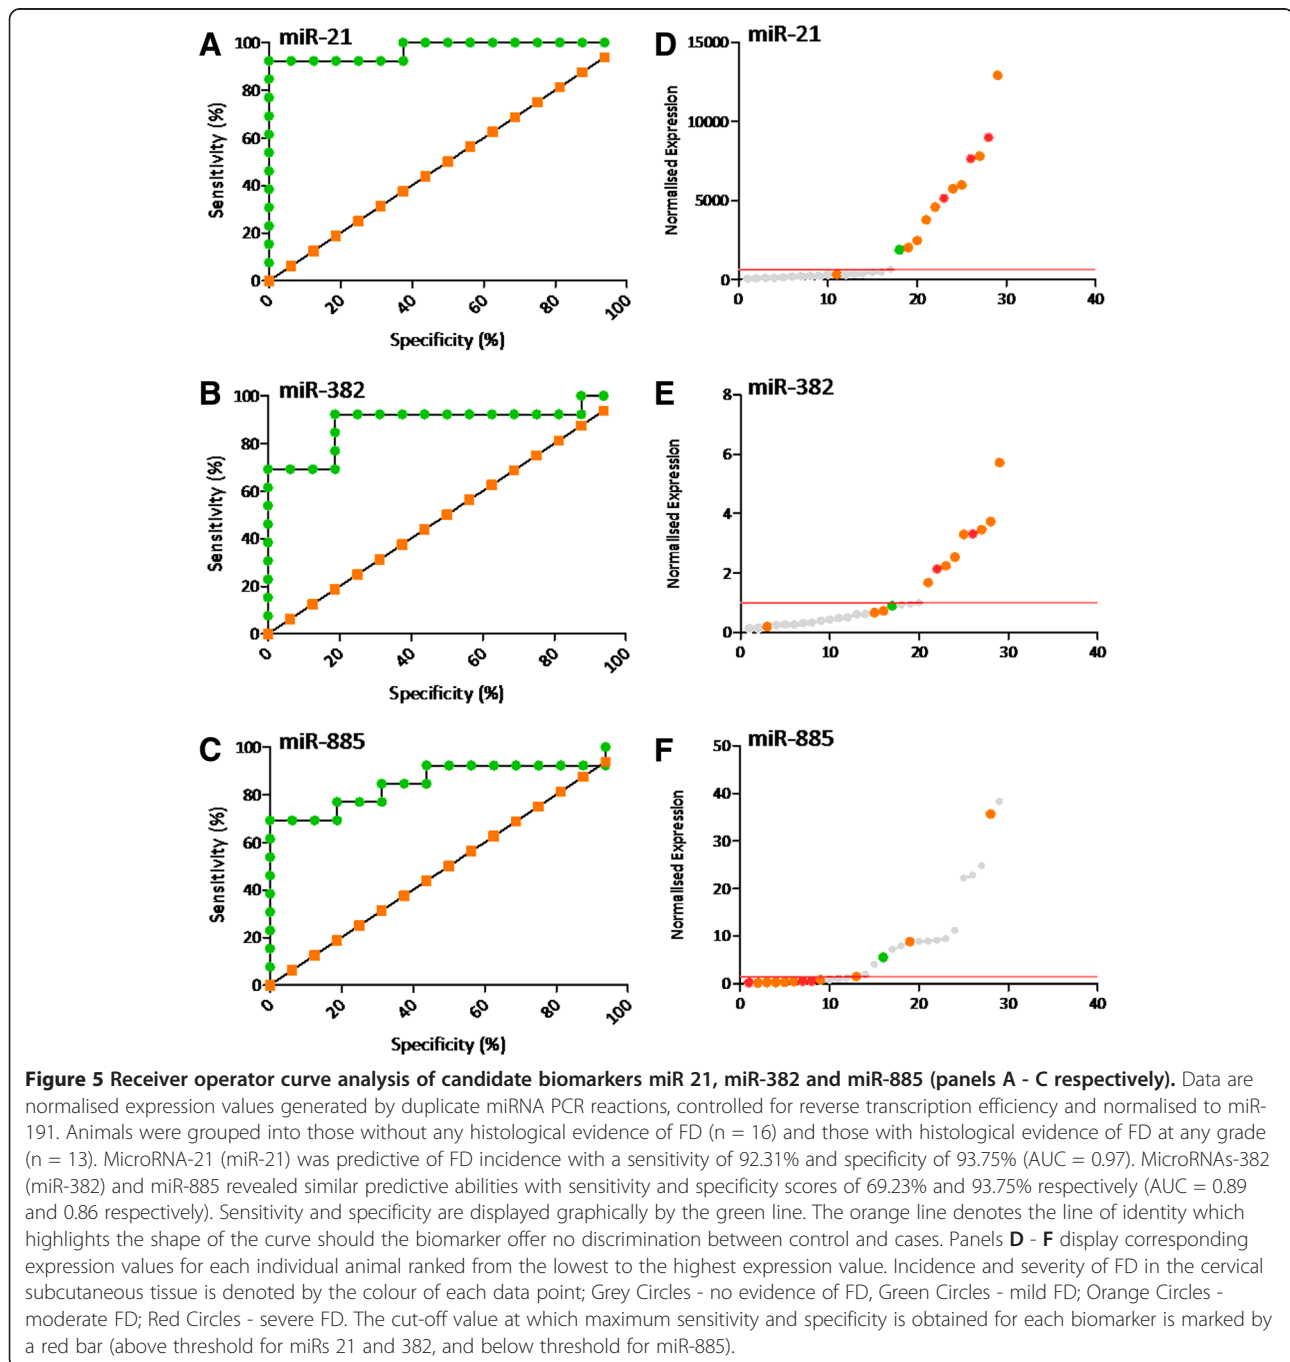 A miR-21
100
80
60
40
20
0
Sensitivity (%)
0 20 40 60 80 100
Specificity (%)
D miR-21
15000
10000
5000
0
Normalised Expression
0 10 20 30 40
B miR-382
100
80
60
40
20
0
Sensitivity (%)
0 20 40 60 80 100
Specificity (%)
E miR-382
8
6
4
2
0
Normalised Expression
0 10 20 30 40
C miR-885
100
80
60
40
20
0
Sensitivity (%)
0 20 40 60 80 100
Specificity (%)
F miR-885
50
40
30
20
10
0
Normalised Expression
0 10 20 30 40
Figure 5 Receiver operator curve analysis of candidate biomarkers miR 21, miR-382 and miR-885 (panels A - C respectively). Data are
normalised expression values generated by duplicate miRNA PCR reactions, controlled for reverse transcription efficiency and normalised to miR-
191. Animals were grouped into those without any histological evidence of FD (n = 16) and those with histological evidence of FD at any grade
(n = 13). MicroRNA-21 (miR-21) was predictive of FD incidence with a sensitivity of 92.31% and specificity of 93.75% (AUC = 0.97). MicroRNAs-382
(miR-382) and miR-885 revealed similar predictive abilities with sensitivity and specificity scores of 69.23% and 93.75% respectively (AUC = 0.89
and 0.86 respectively). Sensitivity and specificity are displayed graphically by the green line. The orange line denotes the line of identity which
highlights the shape of the curve should the biomarker offer no discrimination between control and cases. Panels D - F display corresponding
expression values for each individual animal ranked from the lowest to the highest expression value. Incidence and severity of FD in the cervical
subcutaneous tissue is denoted by the colour of each data point; Grey Circles - no evidence of FD, Green Circles - mild FD; Orange Circles -
moderate FD; Red Circles - severe FD. The cut-off value at which maximum sensitivity and specificity is obtained for each biomarker is marked by
a red bar (above threshold for miRs 21 and 382, and below threshold for miR-885).